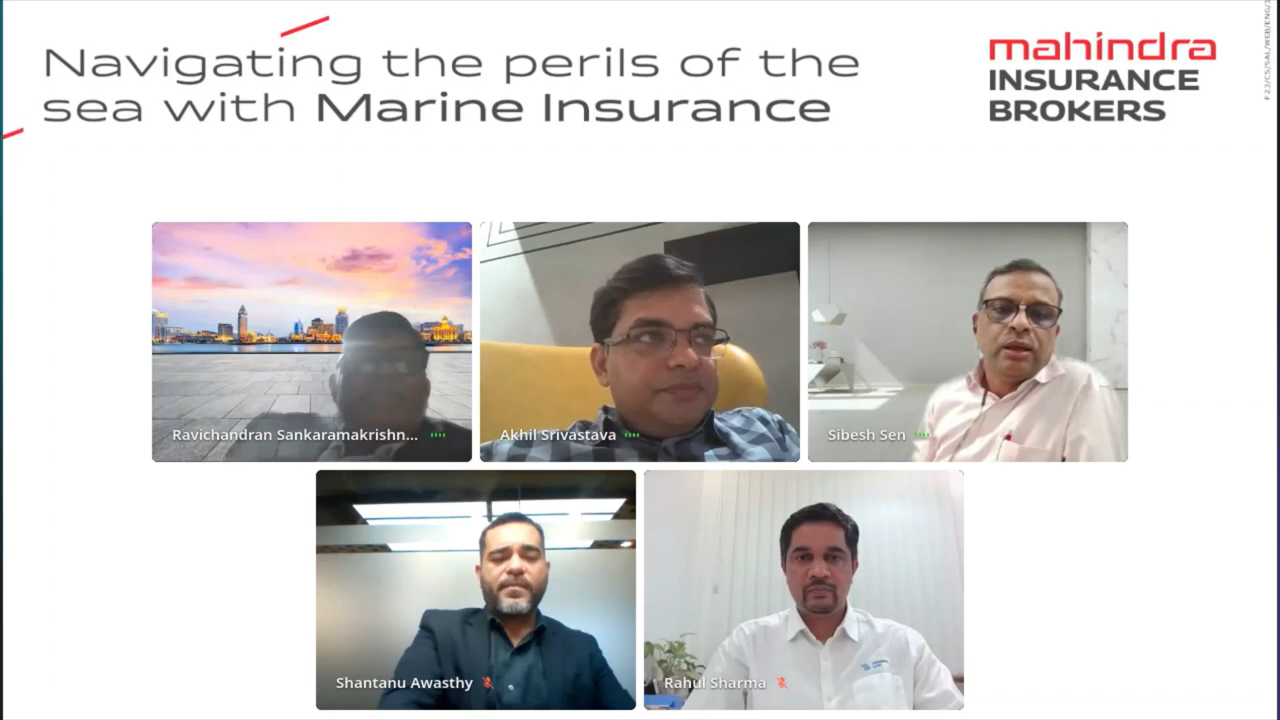 Navigating the perils of the
sea with Marine Insurance
mahindra
INSURANCE
BROKERS
Ravichandran Sankaramakrishn...
Akhil Srivastava
Sibesh Sen
Shantanu Awasthy
Rahul Sharma